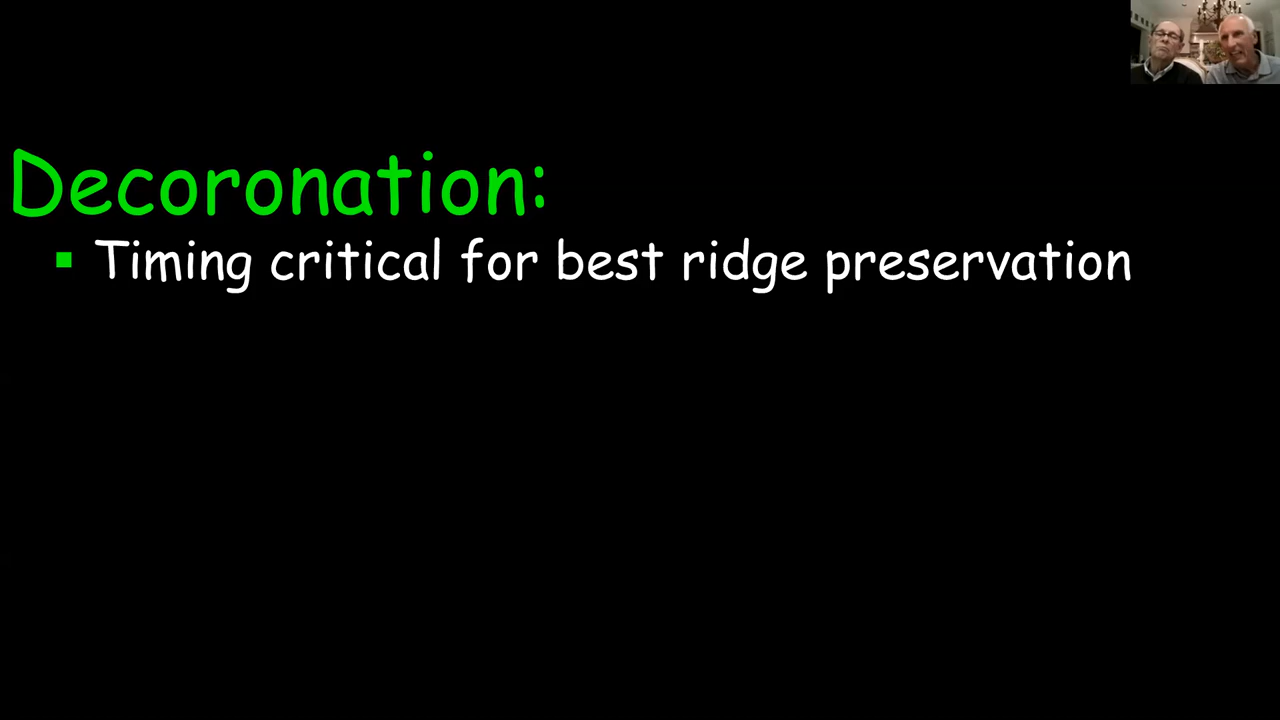 Decoronation:
▪ Timing critical for best ridge preservation